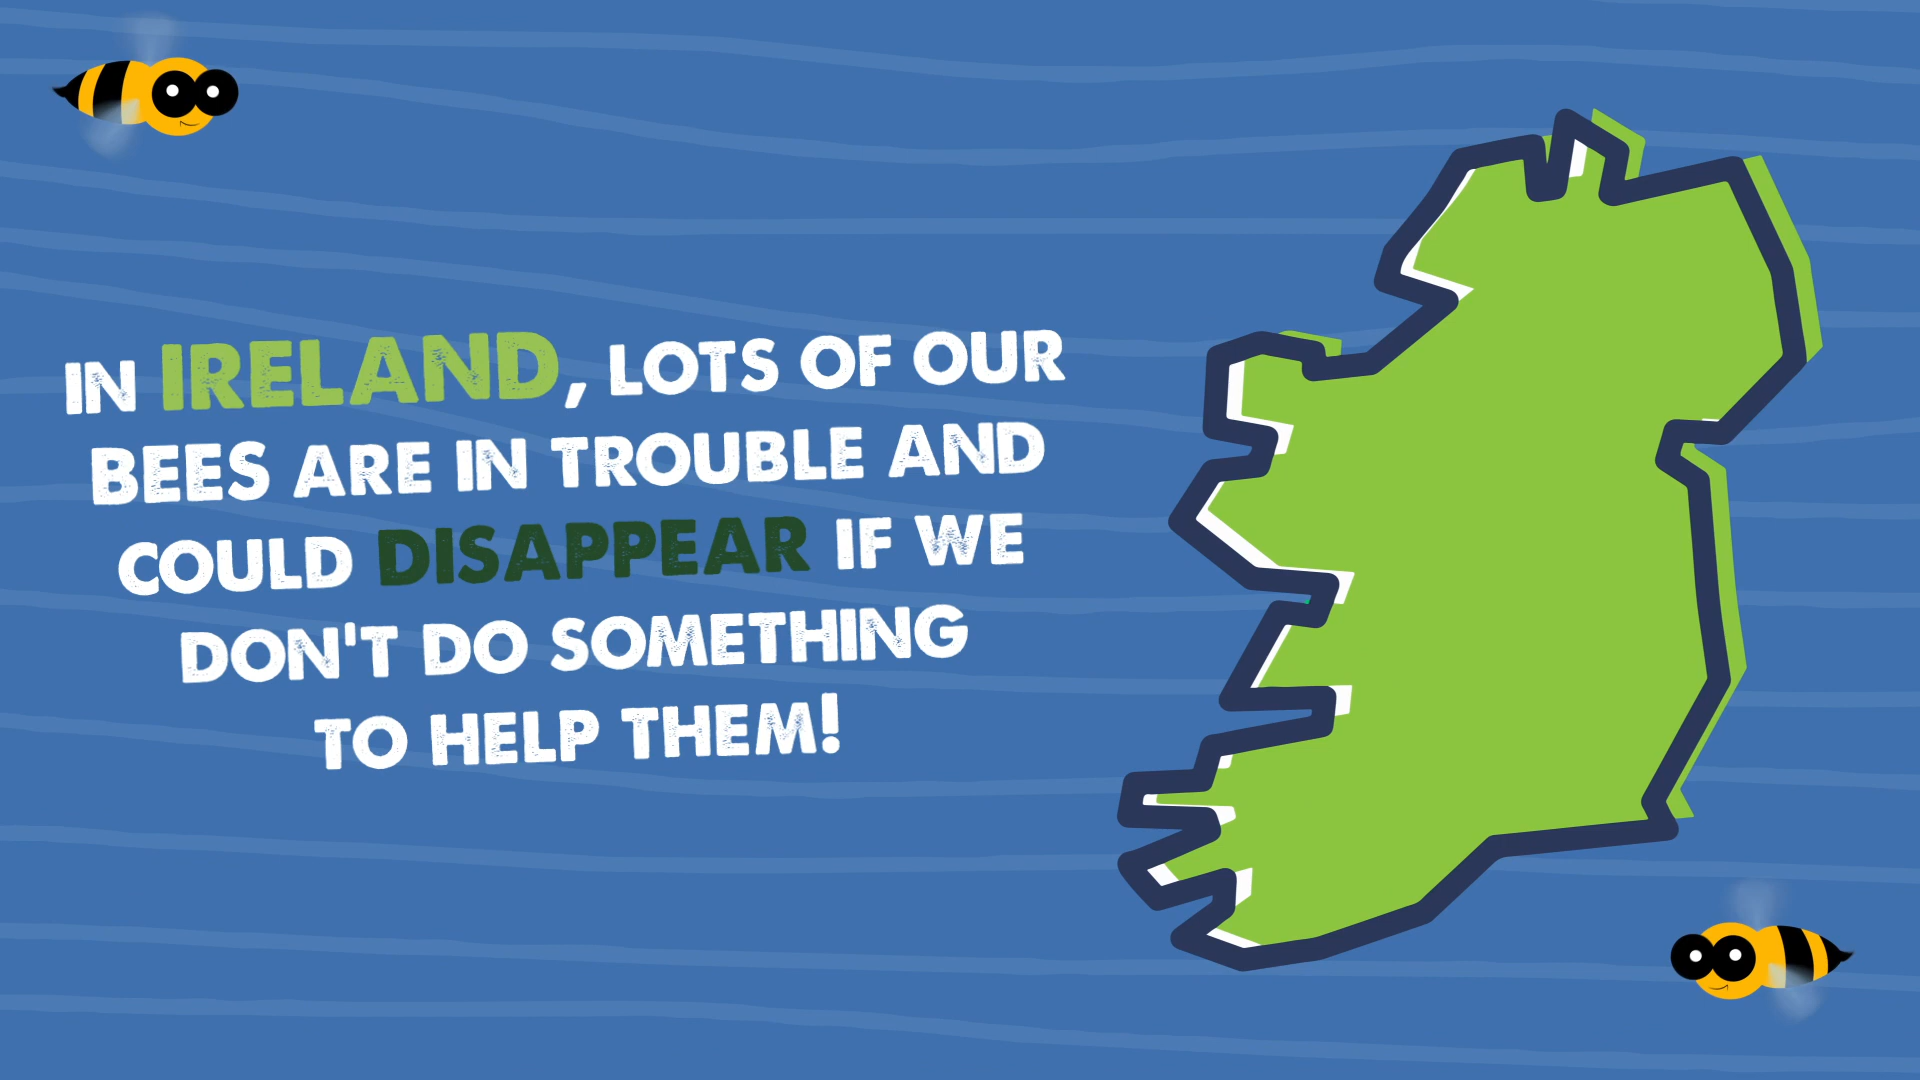 IN IRELAND, LOTS OF OUR
BEES ARE IN TROUBLE AND
COULD DISAPPEAR IF WE
DON'T DO SOMETHING
TO HELP THEM!